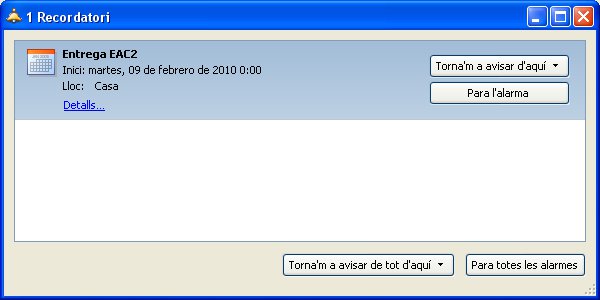 1 Recordatori
Entrega EAC2
Inici: martes, 09 de febrero de 2010 0:00
Torna'm a avisar d'aquí
Lloc: Casa
Para l'alarma
Detalls...
Torna'm a avisar de tot d'aquí
Para totes les alarmes